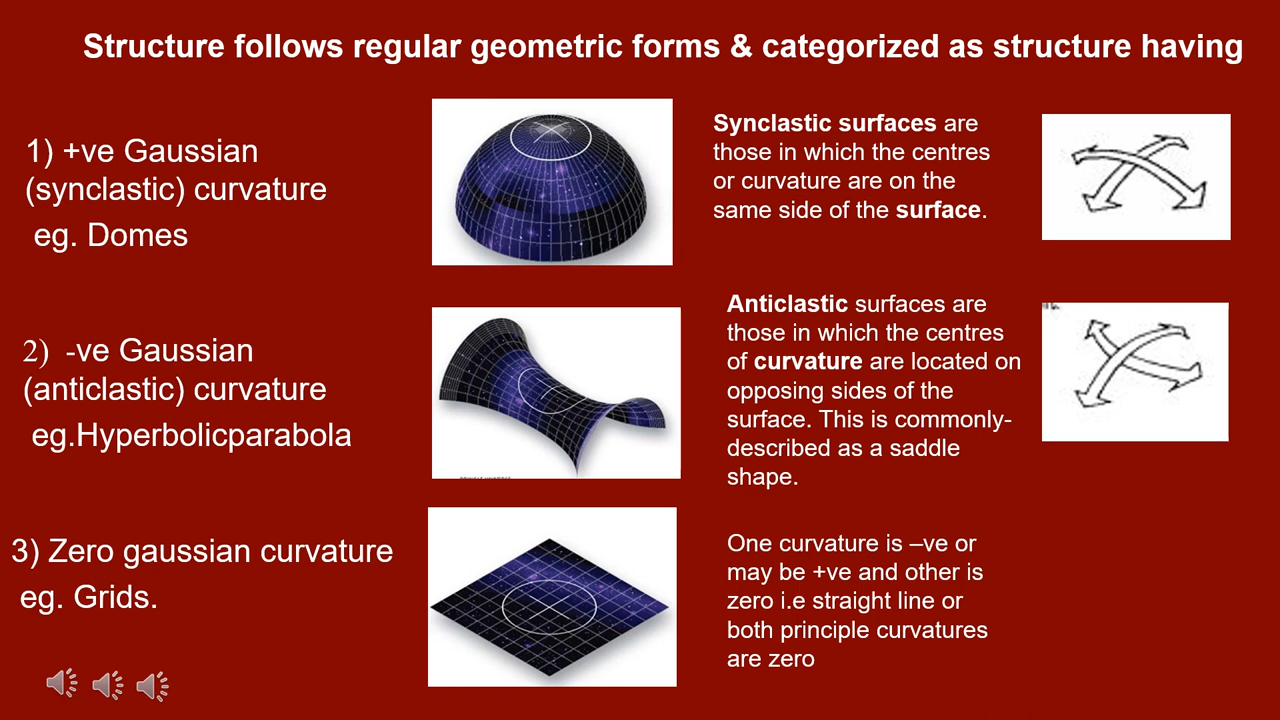 Structure follows regular geometric forms & categorized as structure having
1) +ve Gaussian
(synclastic) curvature
eg. Domes
Synclastic surfaces are
those in which the centres
or curvature are on the
same side of the surface.
2) -ve Gaussian
(anticlastic) curvature
eg.Hyperbolicparabola
Anticlastic surfaces are
those in which the centres
of curvature are located on
opposing sides of the
surface. This is commonly-
described as a saddle
shape.
3) Zero gaussian curvature
eg. Grids.
One curvature is –ve or
may be +ve and other is
zero i.e straight line or
both principle curvatures
are zero